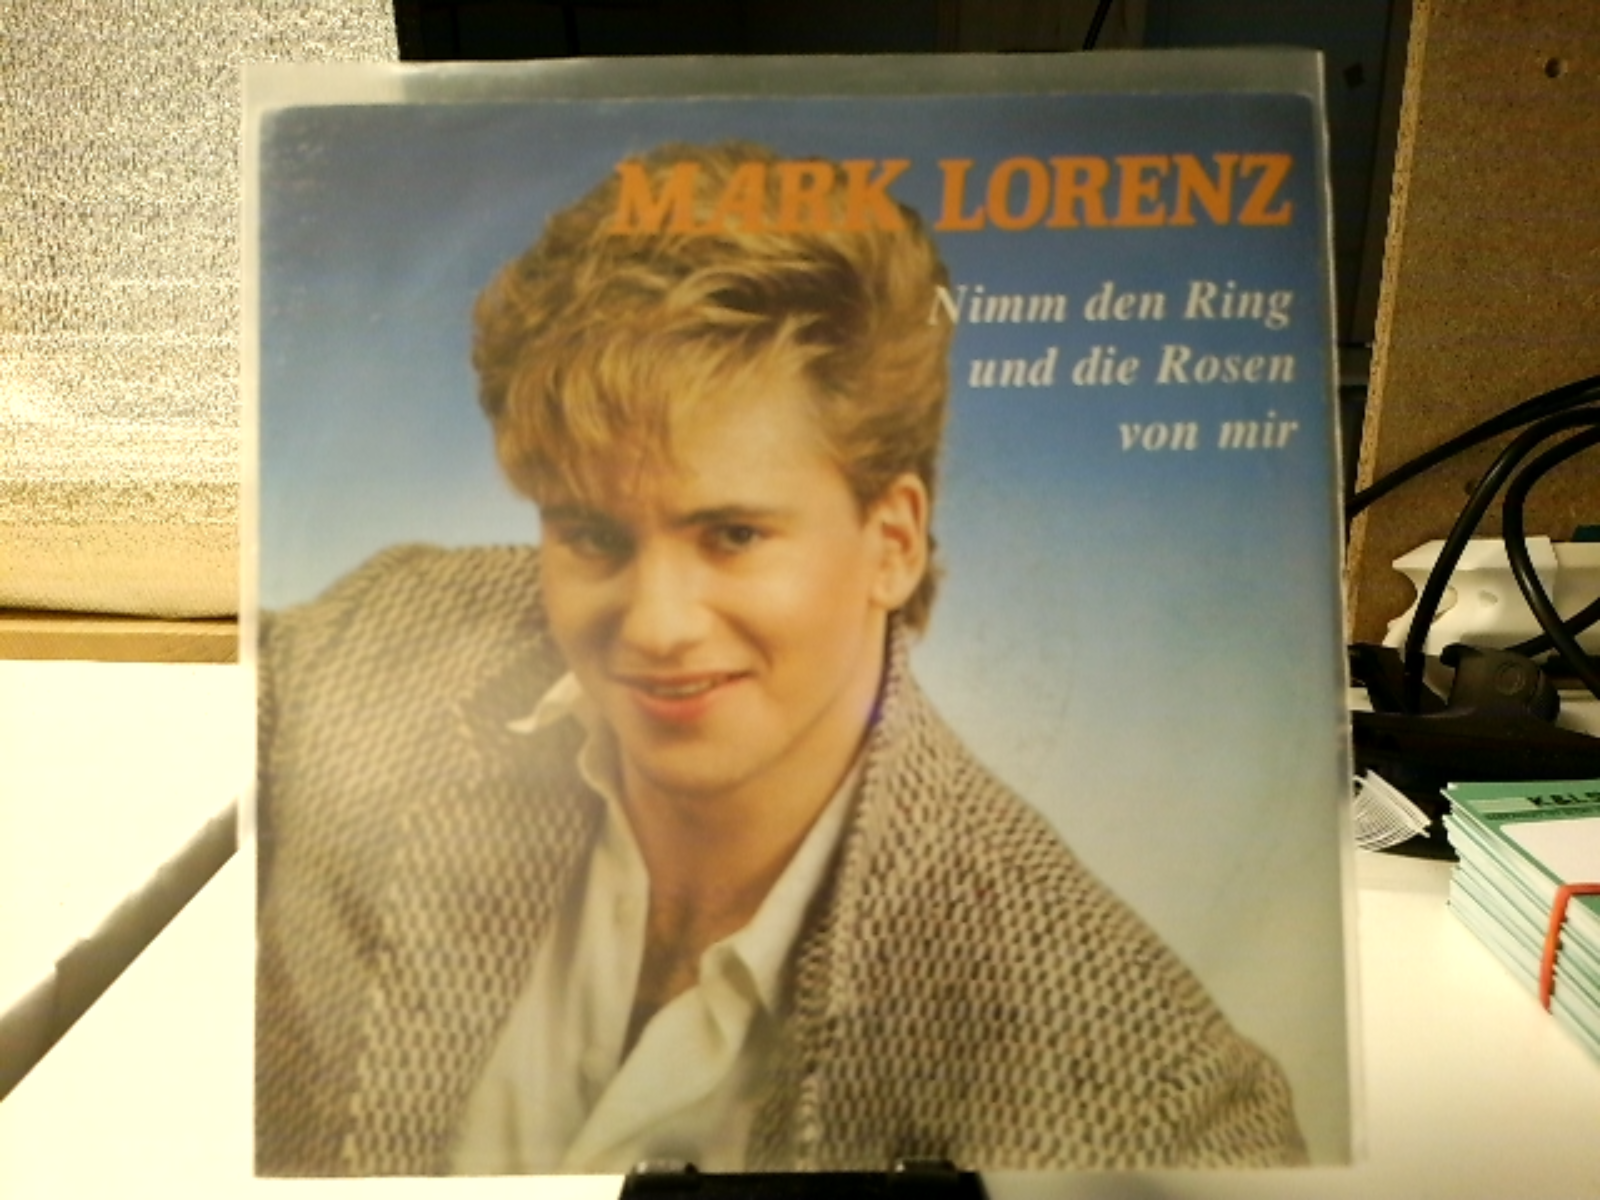 MARK LORENZ
Nimm den Ring
und die Rosen
von mir